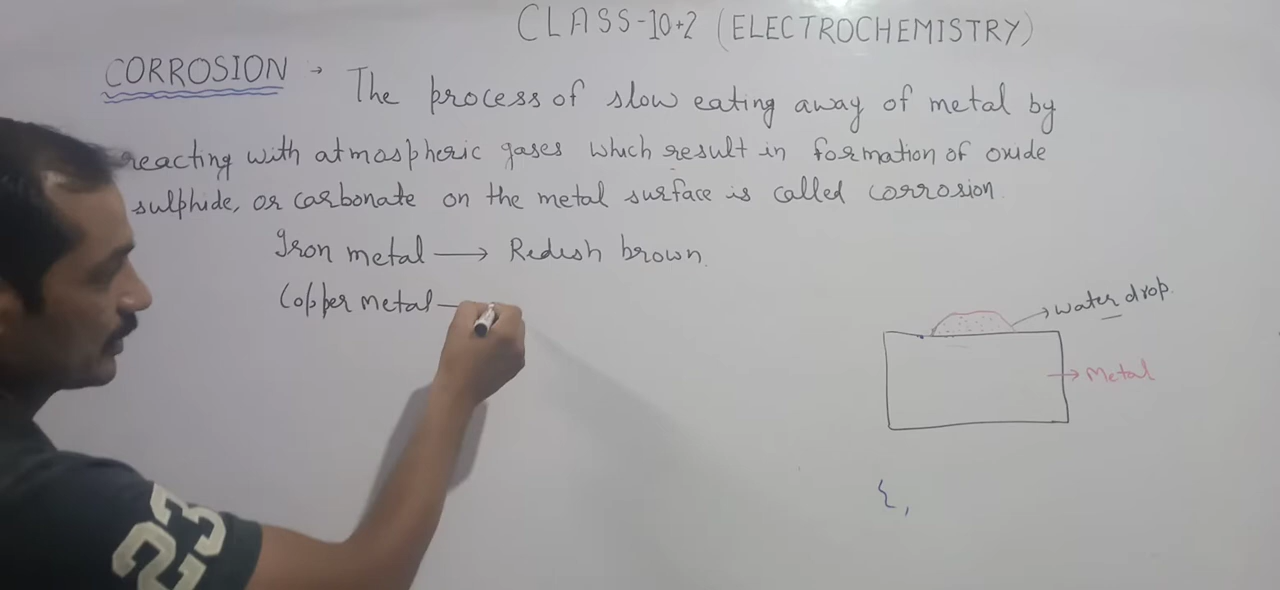 CLASS-10+2 (ELECTROCHEMISTRY)
CORROSION → The process of slow eating away of metal by
reacting with atmospheric gases which result in formation of oxide
sulphide, or carbonate on the metal surface is called corrosion.
Iron metal → Redish brown.
Copper metal
→ water drop.
→ Metal
23